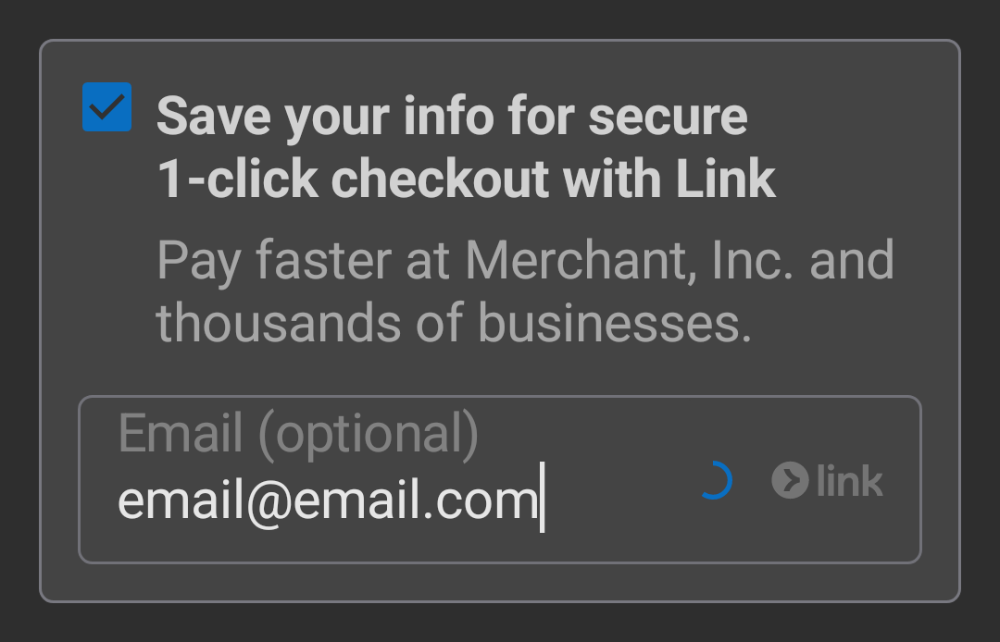 Save your info for secure
1-click checkout with Link
Pay faster at Merchant, Inc. and
thousands of businesses.
Email (optional)
email@email.com
link